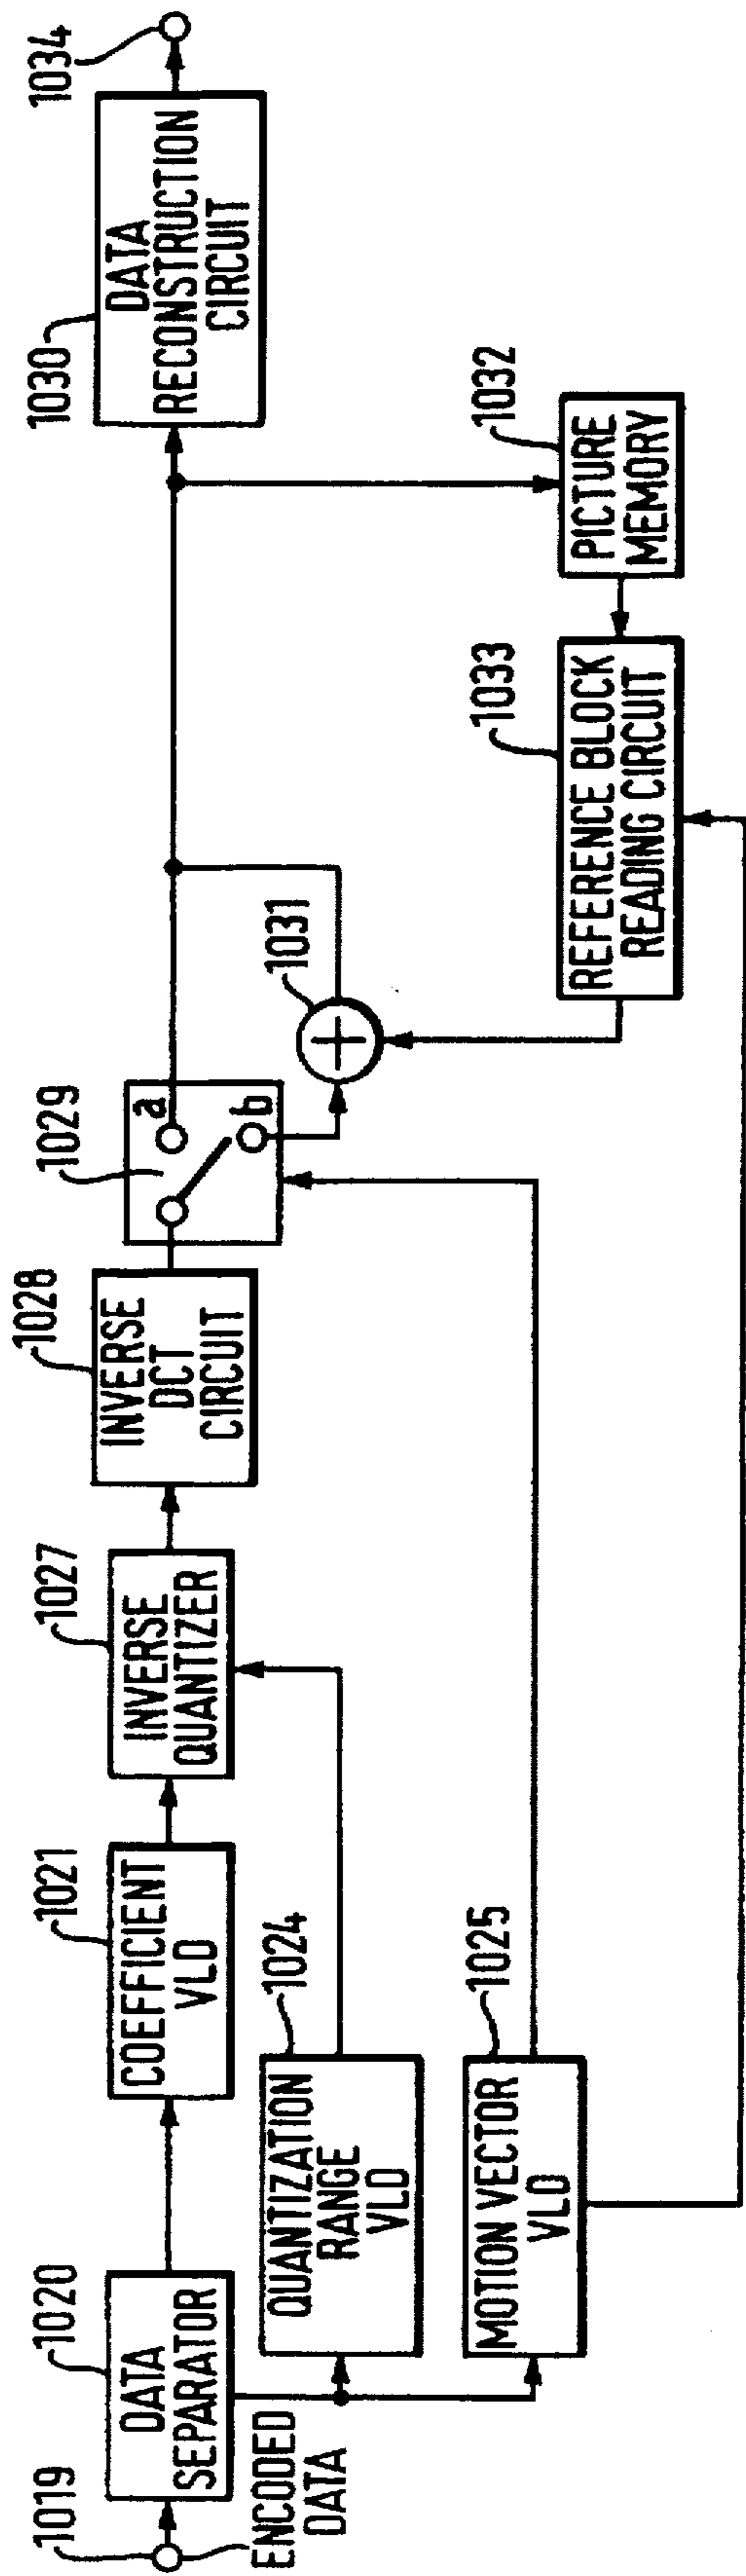 1019
ENCODED
DATA
1020
DATA
SEPARATOR
1021
COEFFICIENT
VLD
1024
QUANTIZATION
RANGE
VLD
1025
MOTION VECTOR
VLD
1027
INVERSE
QUANTIZER
1028
INVERSE
DCT
CIRCUIT
1029
a
b
1031
1033
REFERENCE BLOCK
READING CIRCUIT
1032
PICTURE
MEMORY
1030
DATA
RECONSTRUCTION
CIRCUIT
1034